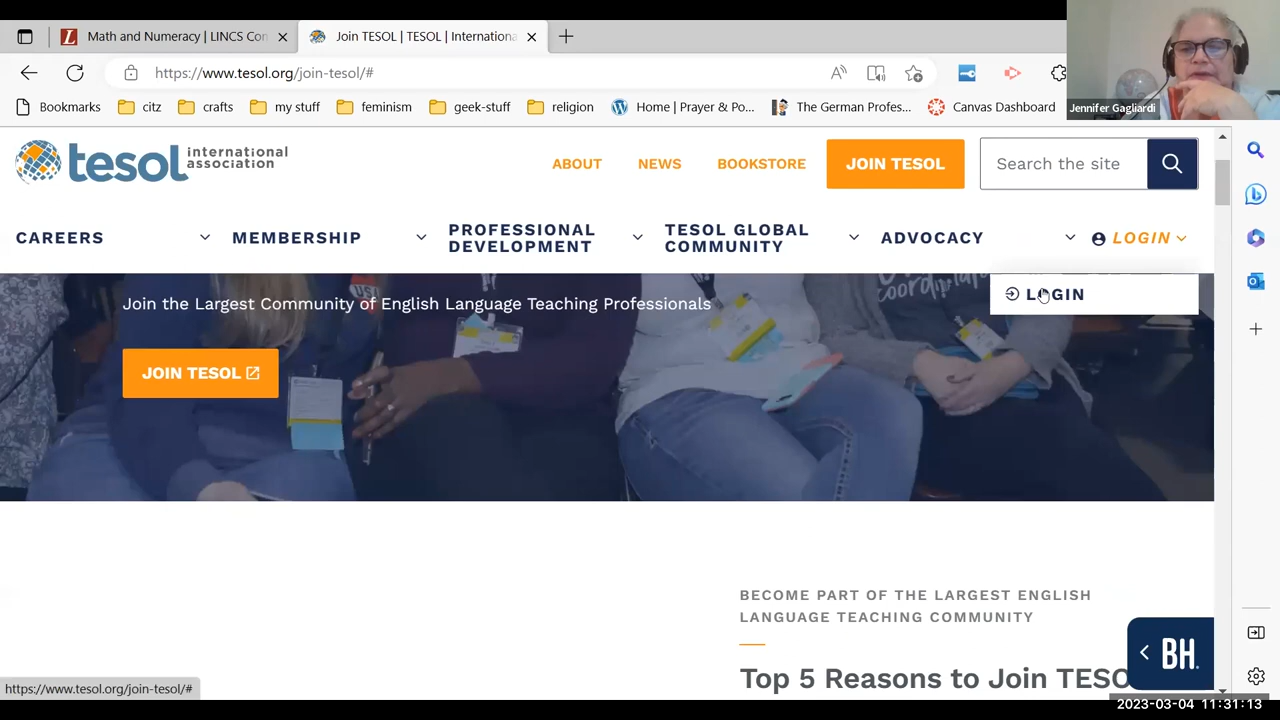 Math and Numeracy | LINCS Con
Join TESOL | TESOL | Internationa
https://www.tesol.org/join-tesol/#
Jennifer Gagliardi
Bookmarks
citz
crafts
my stuff
feminism
geek-stuff
religion
Home | Prayer & Po...
The German Profes...
Canvas Dashboard
tesol international
association
ABOUT
NEWS
BOOKSTORE
JOIN TESOL
Search the site
CAREERS
MEMBERSHIP
PROFESSIONAL
DEVELOPMENT
TESOL GLOBAL
COMMUNITY
ADVOCACY
LOGIN
LOGIN
Join the Largest Community of English Language Teaching Professionals
JOIN TESOL
BECOME PART OF THE LARGEST ENGLISH
LANGUAGE TEACHING COMMUNITY
Top 5 Reasons to Join TESO
BH.
https://www.tesol.org/join-tesol/#
2023-03-04 11:31:13